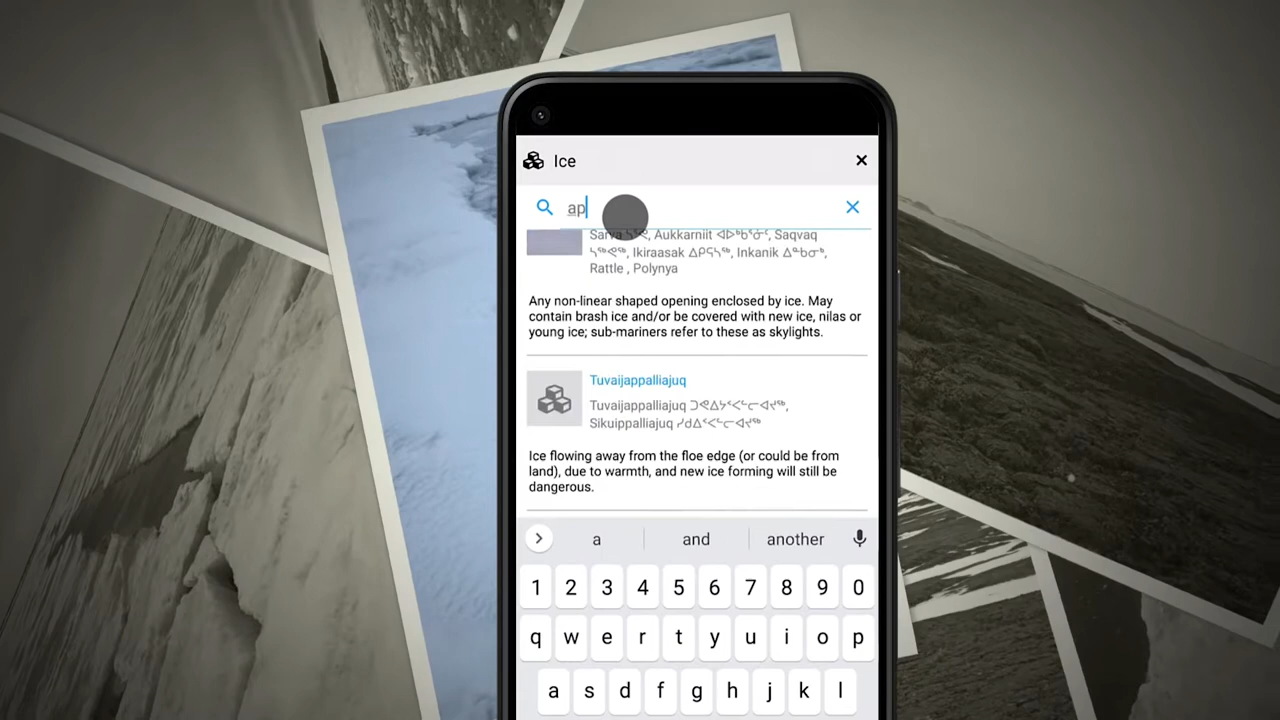 Ice
ap
Sarva ᓴᕐᕙ, Aukkarniit ᐊᐅᒃᑲᕐᓃᑦ, Saqvaq
Ikiraasak ᐃᑭᕋᓴᖅ, Inkanik
Rattle , Polynya
Any non-linear shaped opening enclosed by ice. May
contain brash ice and/or be covered with new ice, nilas or
young ice; sub-mariners refer to these as skylights.
Tuvaijappalliajuq
Tuvaijappalliajuq ᑐᕙᐃᔭᑉᐸᓪᓕᐊᔪᖅ,
Sikuippalliajuq ᓯᑯᐃᑉᐸᓪᓕᐊᔪᖅ
Ice flowing away from the floe edge (or could be from
land), due to warmth, and new ice forming will still be
dangerous.
a and another
1 2 3 4 5 6 7 8 9 0
q w e r t y u i o p
a s d f g h j k l